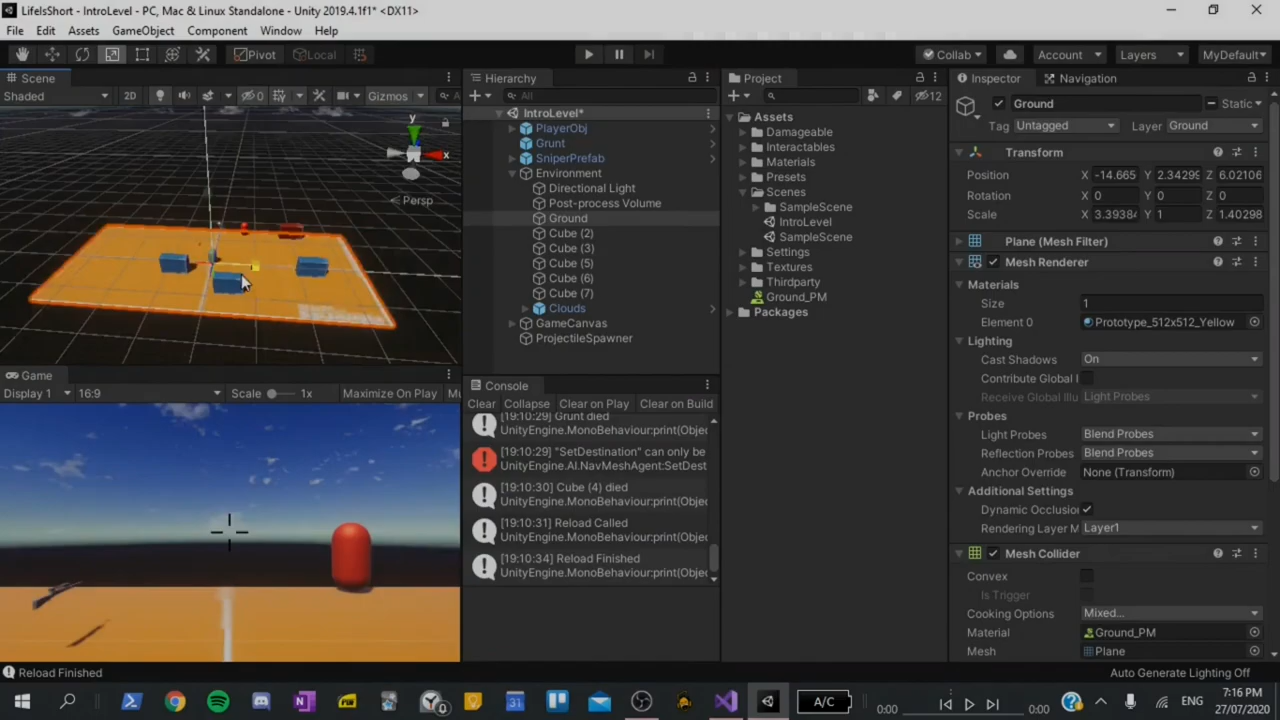 LifeIsShort - IntroLevel - PC, Mac & Linux Standalone - Unity 2019.4.1f1* <DX11>
File Edit Assets GameObject Component Window Help
Pivot Local Collab Account Layers MyDefault
Scene
Shaded 2D 0 Gizmos A
y
x
Persp
Game
Display 1 16:9 Scale 1x Maximize On Play Mu
Hierarchy
All
IntroLevel*
PlayerObj
Grunt
SniperPrefab
Environment
Directional Light
Post-process Volume
Ground
Cube (2)
Cube (3)
Cube (5)
Cube (6)
Cube (7)
Clouds
GameCanvas
ProjectileSpawner
Console
Clear Collapse Clear on Play Clear on Build
[19:10:29] Grunt died
UnityEngine.MonoBehaviour:print(Objec
[19:10:29] "SetDestination" can only be
UnityEngine.AI.NavMeshAgent:SetDest
[19:10:30] Cube (4) died
UnityEngine.MonoBehaviour:print(Objec
[19:10:31] Reload Called
UnityEngine.MonoBehaviour:print(Objec
[19:10:34] Reload Finished
UnityEngine.MonoBehaviour:print(Objec
Project
12
Assets
Damageable
Interactables
Materials
Presets
Scenes
SampleScene
IntroLevel
SampleScene
Settings
Textures
Thirdparty
Ground_PM
Packages
Inspector Navigation
Ground Static
Tag Untagged Layer Ground
Transform
Position X -14.665 Y 2.34299 Z 6.02106
Rotation X 0 Y 0 Z 0
Scale X 3.39384 Y 1 Z 1.40298
Plane (Mesh Filter)
Mesh Renderer
Materials
Size 1
Element 0 Prototype_512x512_Yellow
Lighting
Cast Shadows On
Contribute Global I
Receive Global Illu Light Probes
Probes
Light Probes Blend Probes
Reflection Probes Blend Probes
Anchor Override None (Transform)
Additional Settings
Dynamic Occlusio
Rendering Layer M Layer1
Mesh Collider
Convex
Is Trigger
Cooking Options Mixed...
Material Ground_PM
Mesh Plane
Reload Finished Auto Generate Lighting Off
A/C 0:00 0:00 ENG 7:16 PM
27/07/2020